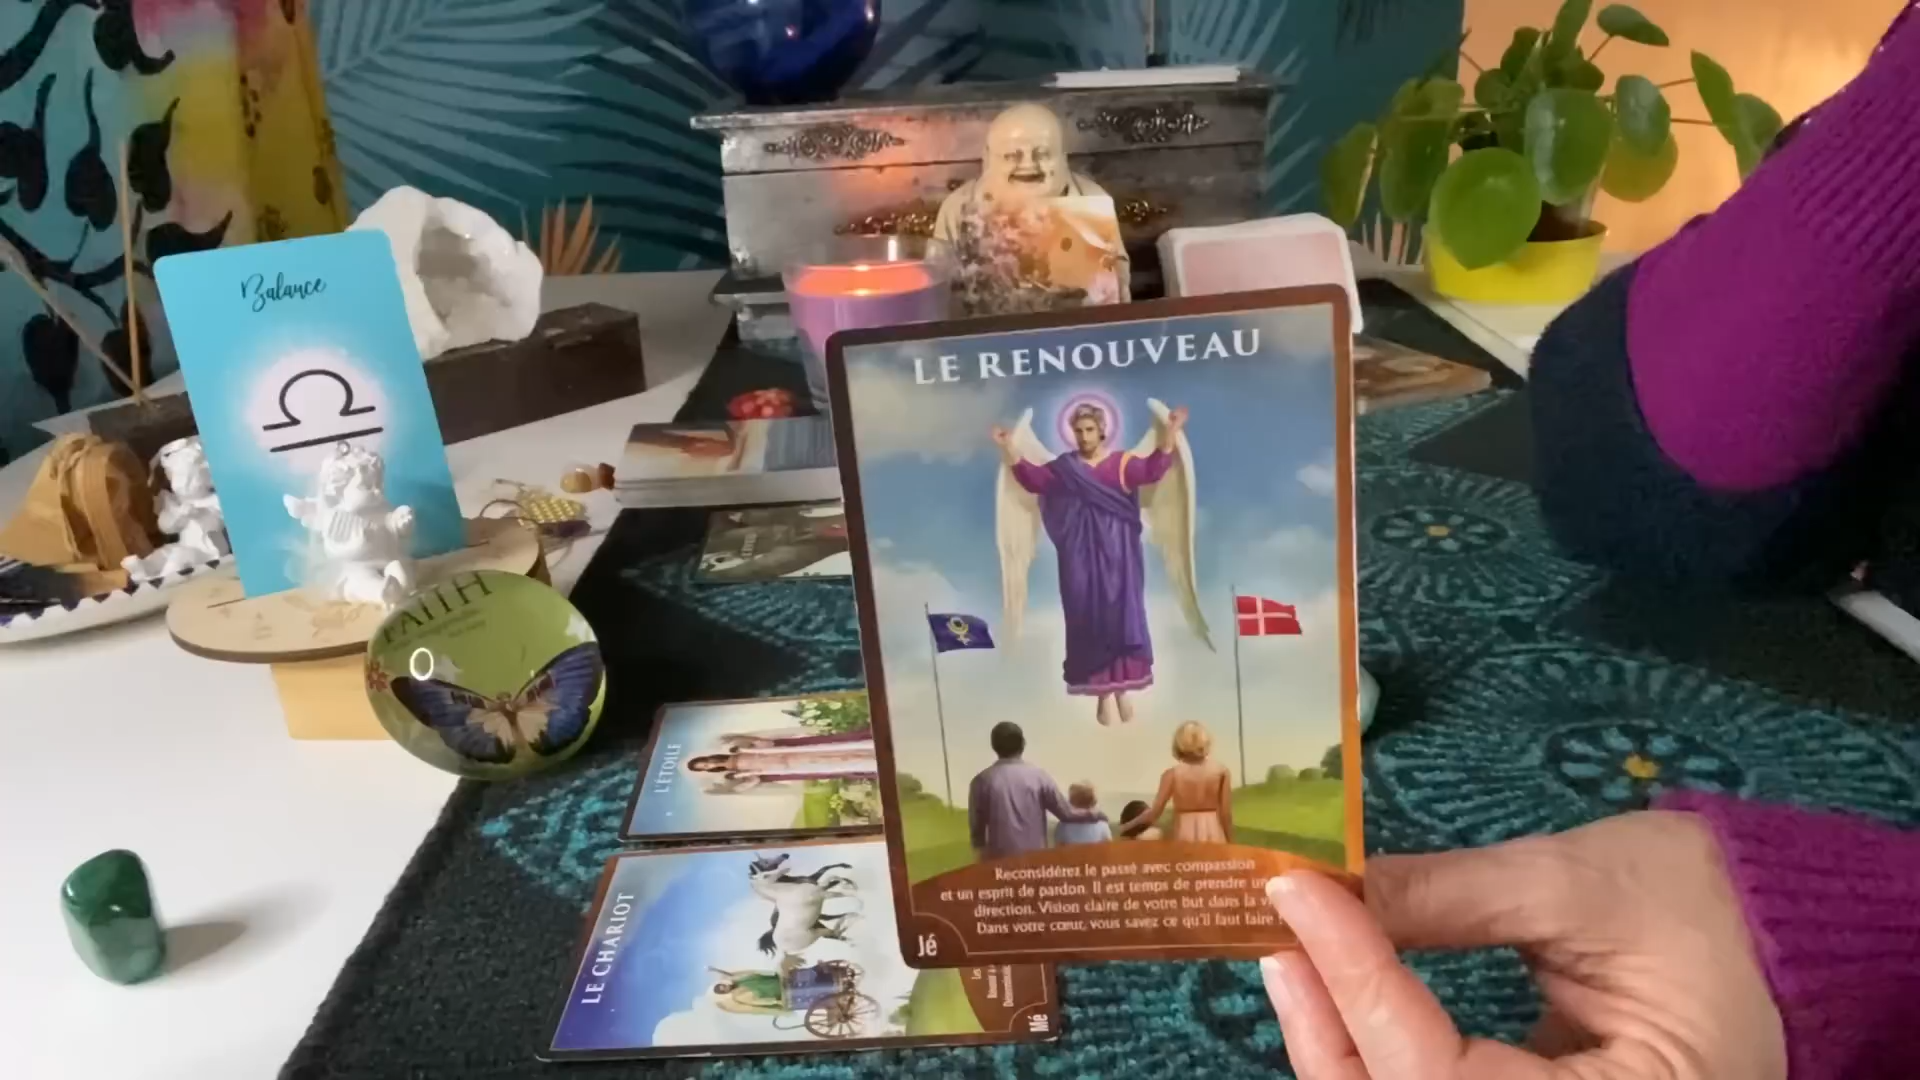 Balance
LE RENOUVEAU
Reconsidérez le passé avec compassion
et un esprit de pardon. Il est temps de prendre
direction. Vision claire de votre but dans la
Dans votre cœur, vous savez ce qu'il faut faire
Jé
FAITH
L'ÉTOILE
LE CHARIOT
Mé